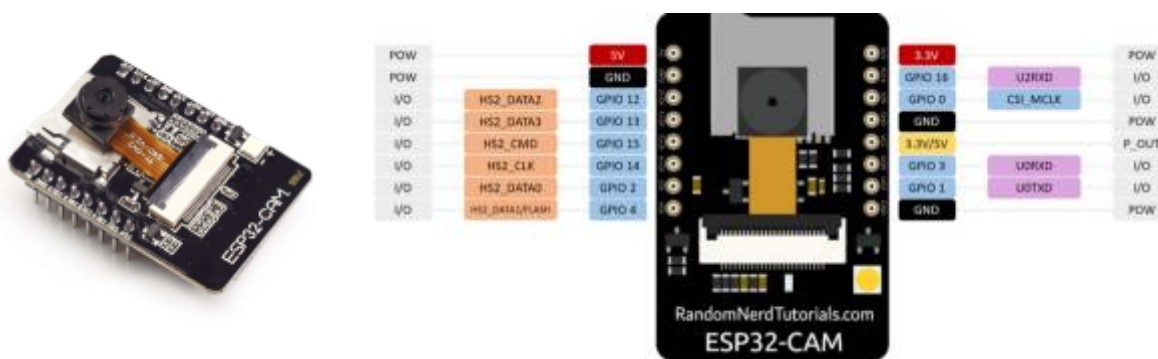 POW 5V 3.3V POW
POW GND GPIO 16 U2RXD I/O
I/O HS2_DATA2 GPIO 12 GPIO 0 CSI_MCLK I/O
I/O HS2_DATA3 GPIO 13 GND POW
I/O HS2_CMD GPIO 15 3.3V/5V P_OUT
I/O HS2_CLK GPIO 14 GPIO 3 U0RXD I/O
I/O HS2_DATA0 GPIO 2 GPIO 1 U0TXD I/O
I/O HS2_DATA1/FLASH GPIO 4 GND POW
ESP32-CAM
RandomNerdTutorials.com
ESP32-CAM